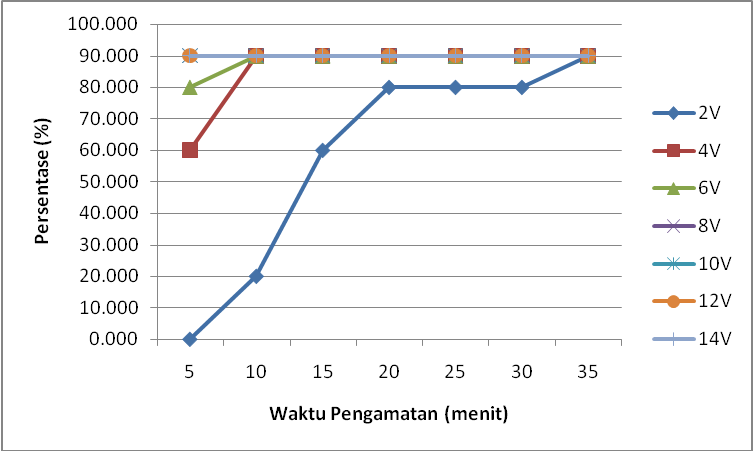 100.000
90.000
80.000
70.000
60.000
50.000
40.000
30.000
20.000
10.000
0.000
Persentase (%)
5 10 15 20 25 30 35
Waktu Pengamatan (menit)
2V
4V
6V
8V
10V
12V
14V